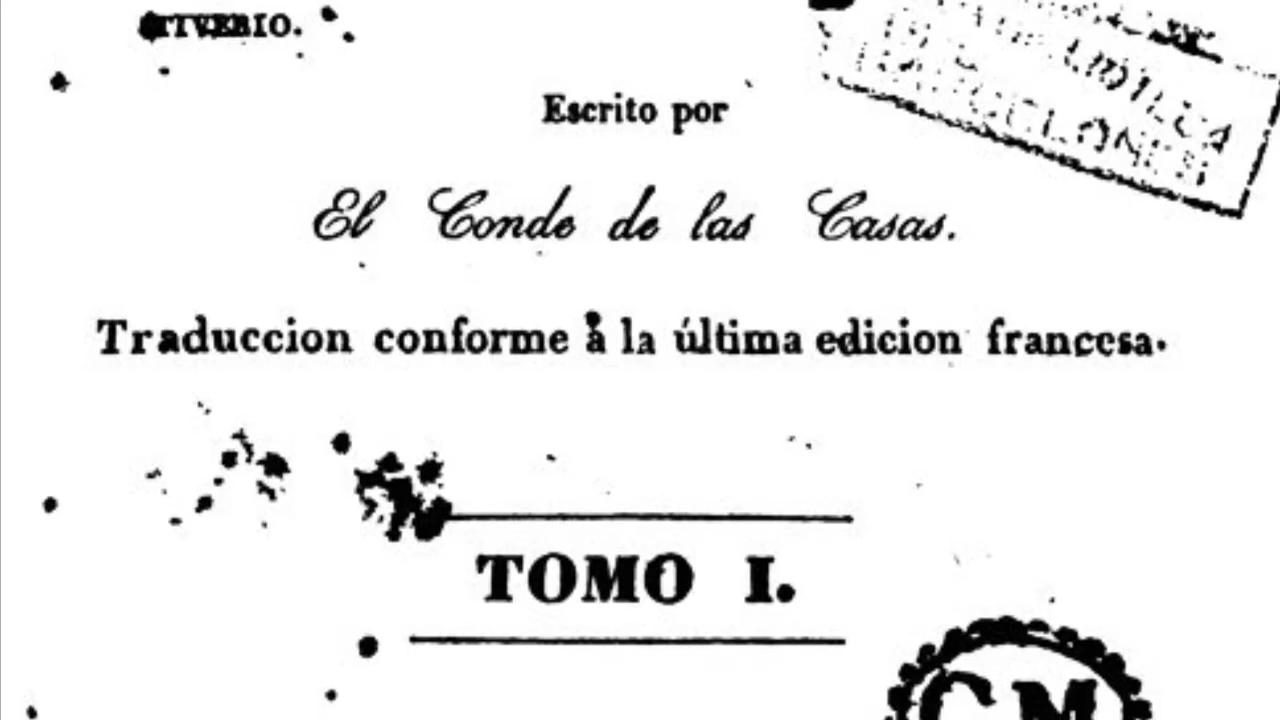 Escrito por
El Conde de las Casas.
Traduccion conforme à la última edicion francesa.
TOMO I.
C M